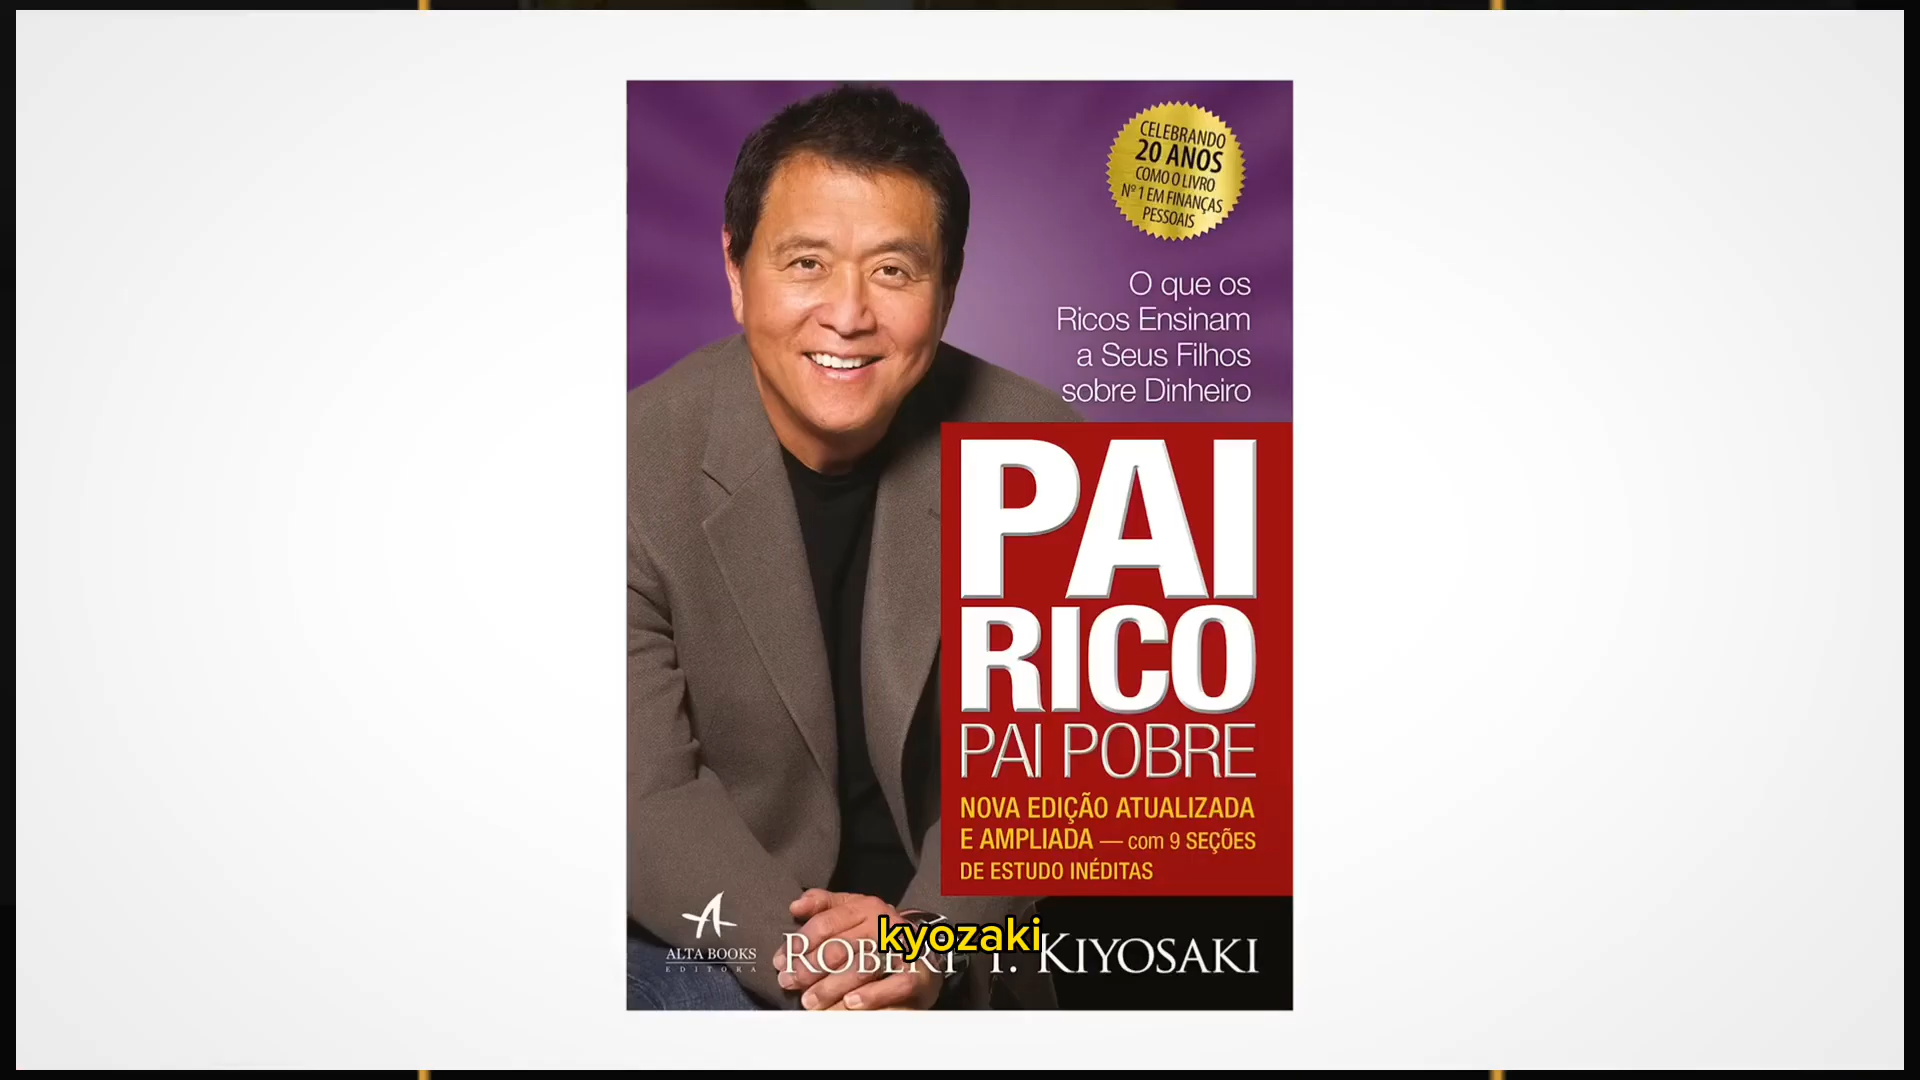 CELEBRANDO
20 ANOS
COMO O LIVRO
Nº 1 EM FINANÇAS
PESSOAIS
O que os
Ricos Ensinam
a Seus Filhos
sobre Dinheiro
PAI
RICO
PAI POBRE
NOVA EDIÇÃO ATUALIZADA
E AMPLIADA — com 9 SEÇÕES
DE ESTUDO INÉDITAS
ALTA BOOKS
EDITORA
ROBERT T. KIYOSAKI
kyozaki